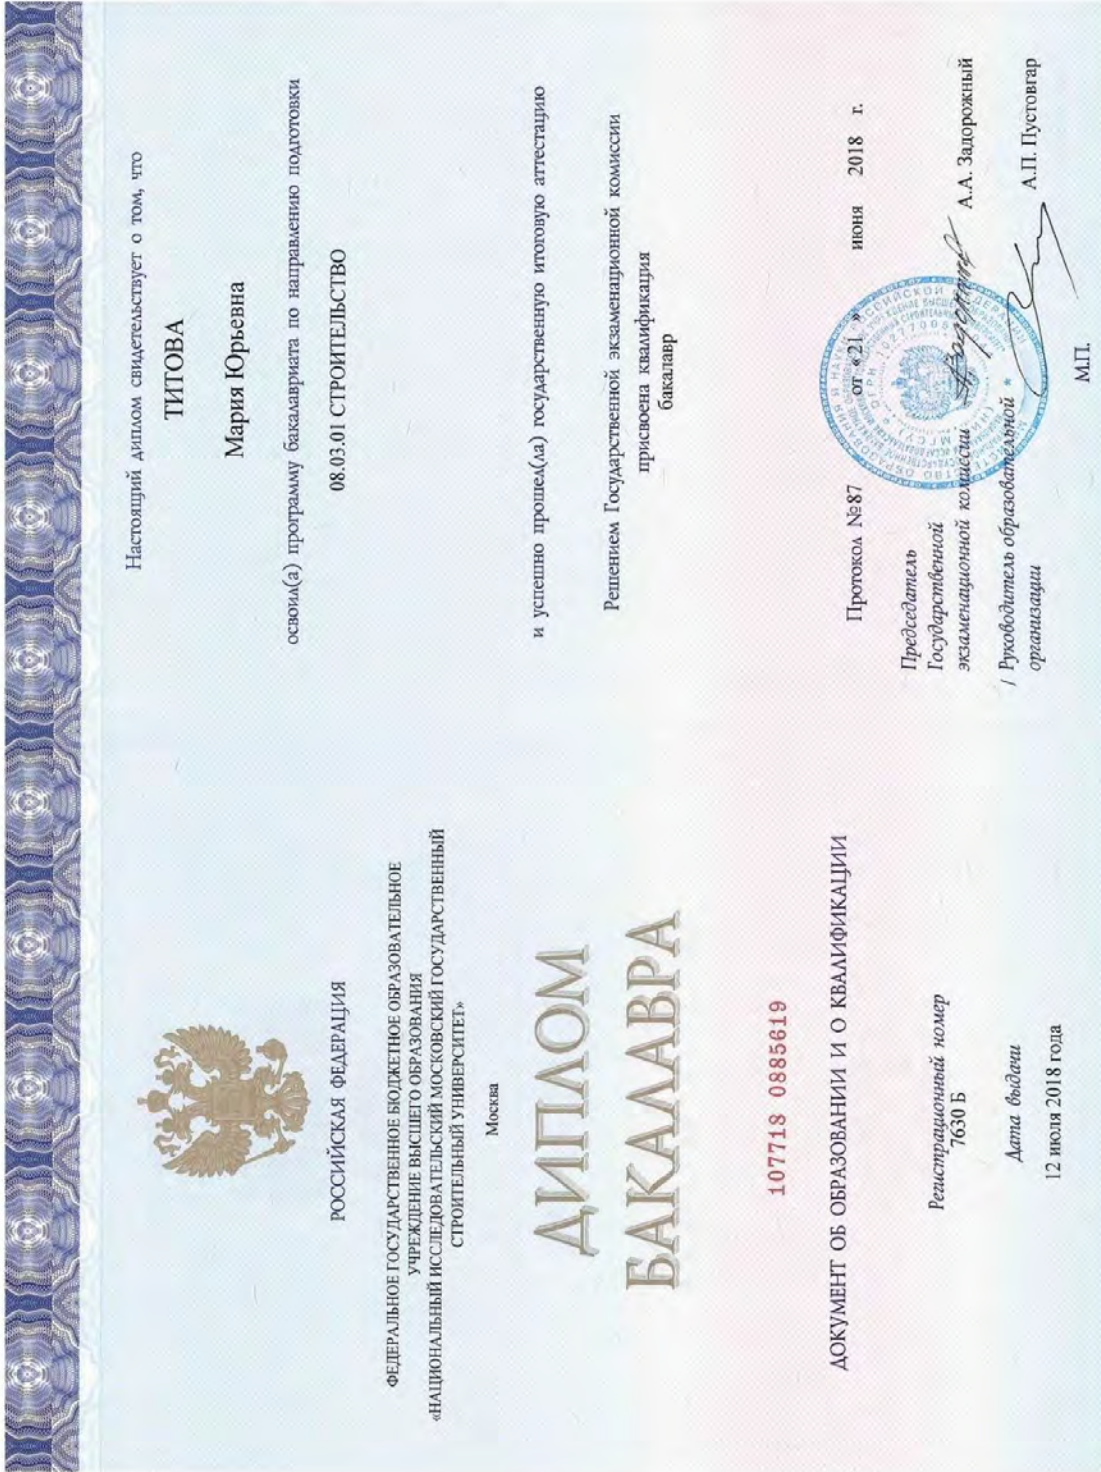 РОССИЙСКАЯ ФЕДЕРАЦИЯ
ФЕДЕРАЛЬНОЕ ГОСУДАРСТВЕННОЕ БЮДЖЕТНОЕ ОБРАЗОВАТЕЛЬНОЕ
УЧРЕЖДЕНИЕ ВЫСШЕГО ОБРАЗОВАНИЯ
«НАЦИОНАЛЬНЫЙ ИССЛЕДОВАТЕЛЬСКИЙ МОСКОВСКИЙ ГОСУДАРСТВЕННЫЙ
СТРОИТЕЛЬНЫЙ УНИВЕРСИТЕТ»
Москва
ДИПЛОМ
БАКАЛАВРА
107718 0885619
ДОКУМЕНТ ОБ ОБРАЗОВАНИИ И О КВАЛИФИКАЦИИ
Регистрационный номер
7630 Б
Дата выдачи
12 июля 2018 года
Настоящий диплом свидетельствует о том, что
ТИТОВА
Мария Юрьевна
освоил(а) программу бакалавриата по направлению подготовки
08.03.01 СТРОИТЕЛЬСТВО
и успешно прошел(ла) государственную итоговую аттестацию
Решением Государственной экзаменационной комиссии
присвоена квалификация
бакалавр
Протокол №87 от «21 » июня 2018 г.
Председатель
Государственной
экзаменационной комиссии А.А. Задорожный
/ Руководитель образовательной А.П. Пустовгар
организации
М.П.